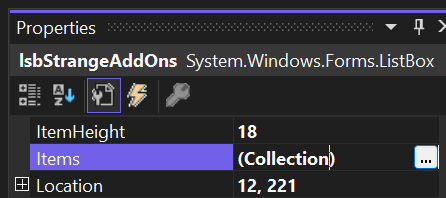 Properties
lsbStrangeAddOns System.Windows.Forms.ListBox
ItemHeight 18
Items (Collection) ...
Location 12, 221